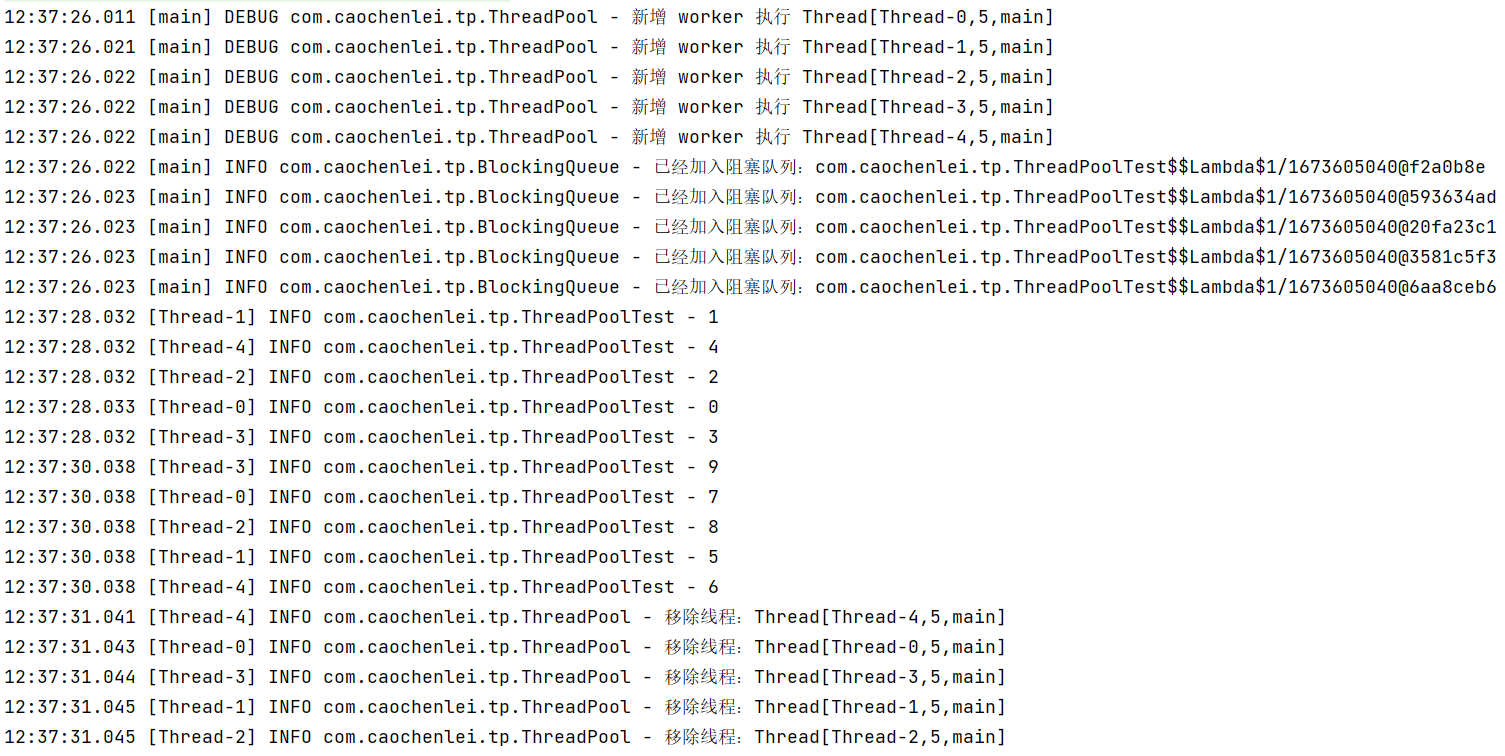 12:37:26.011 [main] DEBUG com.caochenlei.tp.ThreadPool - 新增 worker 执行 Thread[Thread-0,5,main]
12:37:26.021 [main] DEBUG com.caochenlei.tp.ThreadPool - 新增 worker 执行 Thread[Thread-1,5,main]
12:37:26.022 [main] DEBUG com.caochenlei.tp.ThreadPool - 新增 worker 执行 Thread[Thread-2,5,main]
12:37:26.022 [main] DEBUG com.caochenlei.tp.ThreadPool - 新增 worker 执行 Thread[Thread-3,5,main]
12:37:26.022 [main] DEBUG com.caochenlei.tp.ThreadPool - 新增 worker 执行 Thread[Thread-4,5,main]
12:37:26.022 [main] INFO com.caochenlei.tp.BlockingQueue - 已经加入阻塞队列：com.caochenlei.tp.ThreadPoolTest$$Lambda$1/1673605040@f2a0b8e
12:37:26.023 [main] INFO com.caochenlei.tp.BlockingQueue - 已经加入阻塞队列：com.caochenlei.tp.ThreadPoolTest$$Lambda$1/1673605040@593634ad
12:37:26.023 [main] INFO com.caochenlei.tp.BlockingQueue - 已经加入阻塞队列：com.caochenlei.tp.ThreadPoolTest$$Lambda$1/1673605040@20fa23c1
12:37:26.023 [main] INFO com.caochenlei.tp.BlockingQueue - 已经加入阻塞队列：com.caochenlei.tp.ThreadPoolTest$$Lambda$1/1673605040@3581c5f3
12:37:26.023 [main] INFO com.caochenlei.tp.BlockingQueue - 已经加入阻塞队列：com.caochenlei.tp.ThreadPoolTest$$Lambda$1/1673605040@6aa8ceb6
12:37:28.032 [Thread-1] INFO com.caochenlei.tp.ThreadPoolTest - 1
12:37:28.032 [Thread-4] INFO com.caochenlei.tp.ThreadPoolTest - 4
12:37:28.032 [Thread-2] INFO com.caochenlei.tp.ThreadPoolTest - 2
12:37:28.033 [Thread-0] INFO com.caochenlei.tp.ThreadPoolTest - 0
12:37:28.032 [Thread-3] INFO com.caochenlei.tp.ThreadPoolTest - 3
12:37:30.038 [Thread-3] INFO com.caochenlei.tp.ThreadPoolTest - 9
12:37:30.038 [Thread-0] INFO com.caochenlei.tp.ThreadPoolTest - 7
12:37:30.038 [Thread-2] INFO com.caochenlei.tp.ThreadPoolTest - 8
12:37:30.038 [Thread-1] INFO com.caochenlei.tp.ThreadPoolTest - 5
12:37:30.038 [Thread-4] INFO com.caochenlei.tp.ThreadPoolTest - 6
12:37:31.041 [Thread-4] INFO com.caochenlei.tp.ThreadPool - 移除线程：Thread[Thread-4,5,main]
12:37:31.043 [Thread-0] INFO com.caochenlei.tp.ThreadPool - 移除线程：Thread[Thread-0,5,main]
12:37:31.044 [Thread-3] INFO com.caochenlei.tp.ThreadPool - 移除线程：Thread[Thread-3,5,main]
12:37:31.045 [Thread-1] INFO com.caochenlei.tp.ThreadPool - 移除线程：Thread[Thread-1,5,main]
12:37:31.045 [Thread-2] INFO com.caochenlei.tp.ThreadPool - 移除线程：Thread[Thread-2,5,main]